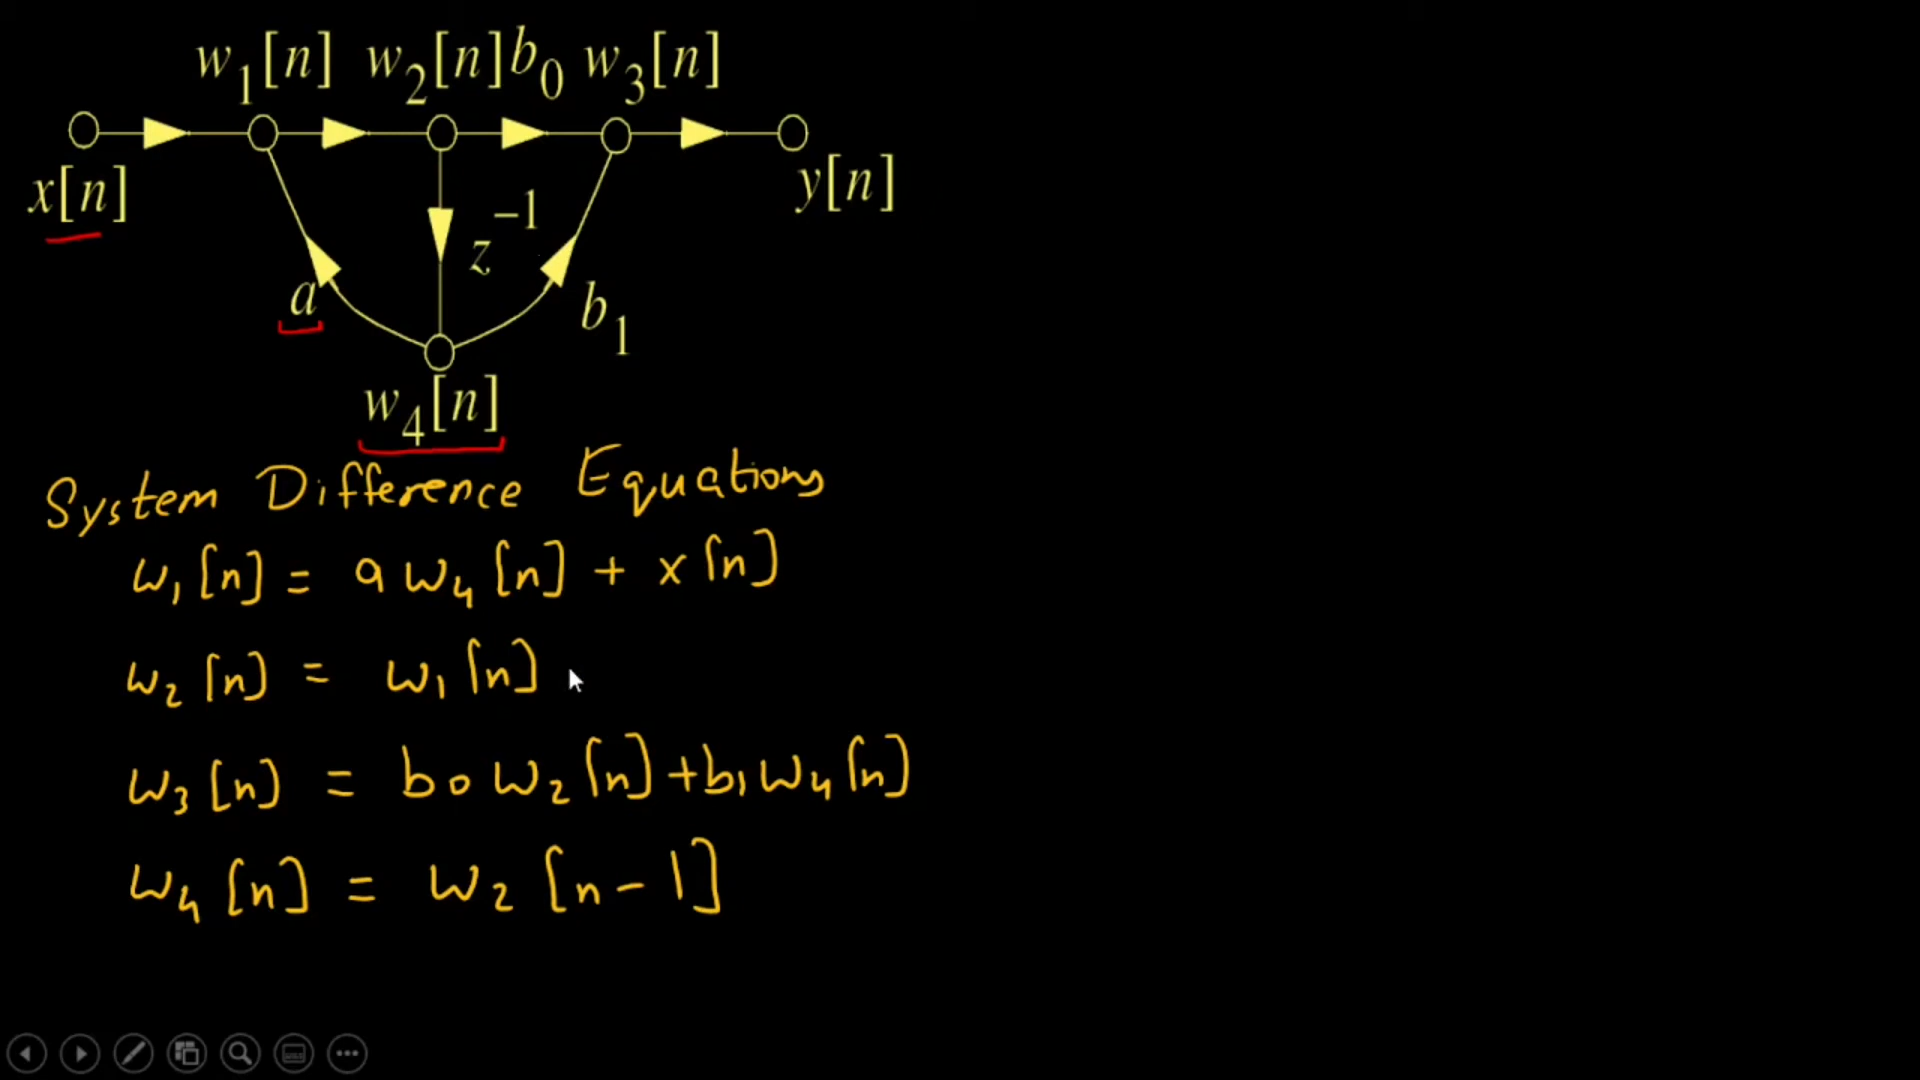 w₁[n] w₂[n] b₀ w₃[n]
x[n] y[n]
z⁻¹
a b₁
w₄[n]
System Difference Equations
w₁[n] = a w₄[n] + x[n]
w₂[n] = w₁[n]
w₃[n] = b₀ w₂[n] + b₁ w₄[n]
w₄[n] = w₂[n-1]